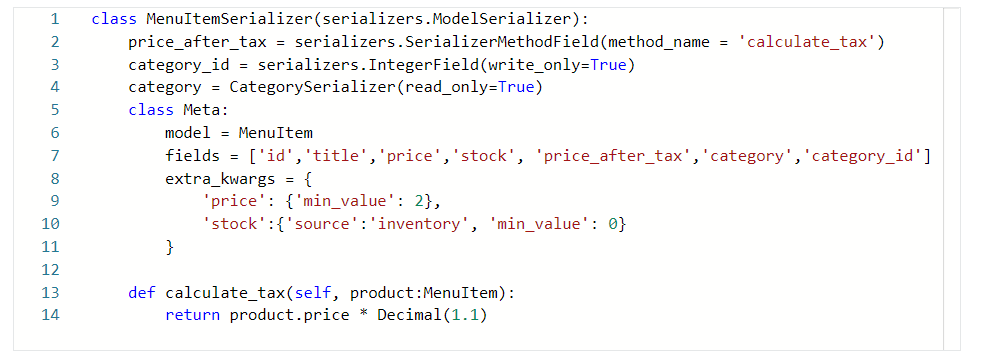 1 class MenuItemSerializer(serializers.ModelSerializer):
2     price_after_tax = serializers.SerializerMethodField(method_name = 'calculate_tax')
3     category_id = serializers.IntegerField(write_only=True)
4     category = CategorySerializer(read_only=True)
5     class Meta:
6         model = MenuItem
7         fields = ['id','title','price','stock', 'price_after_tax','category','category_id']
8         extra_kwargs = {
9             'price': {'min_value': 2},
10             'stock':{'source':'inventory', 'min_value': 0}
11         }
12
13     def calculate_tax(self, product:MenuItem):
14         return product.price * Decimal(1.1)